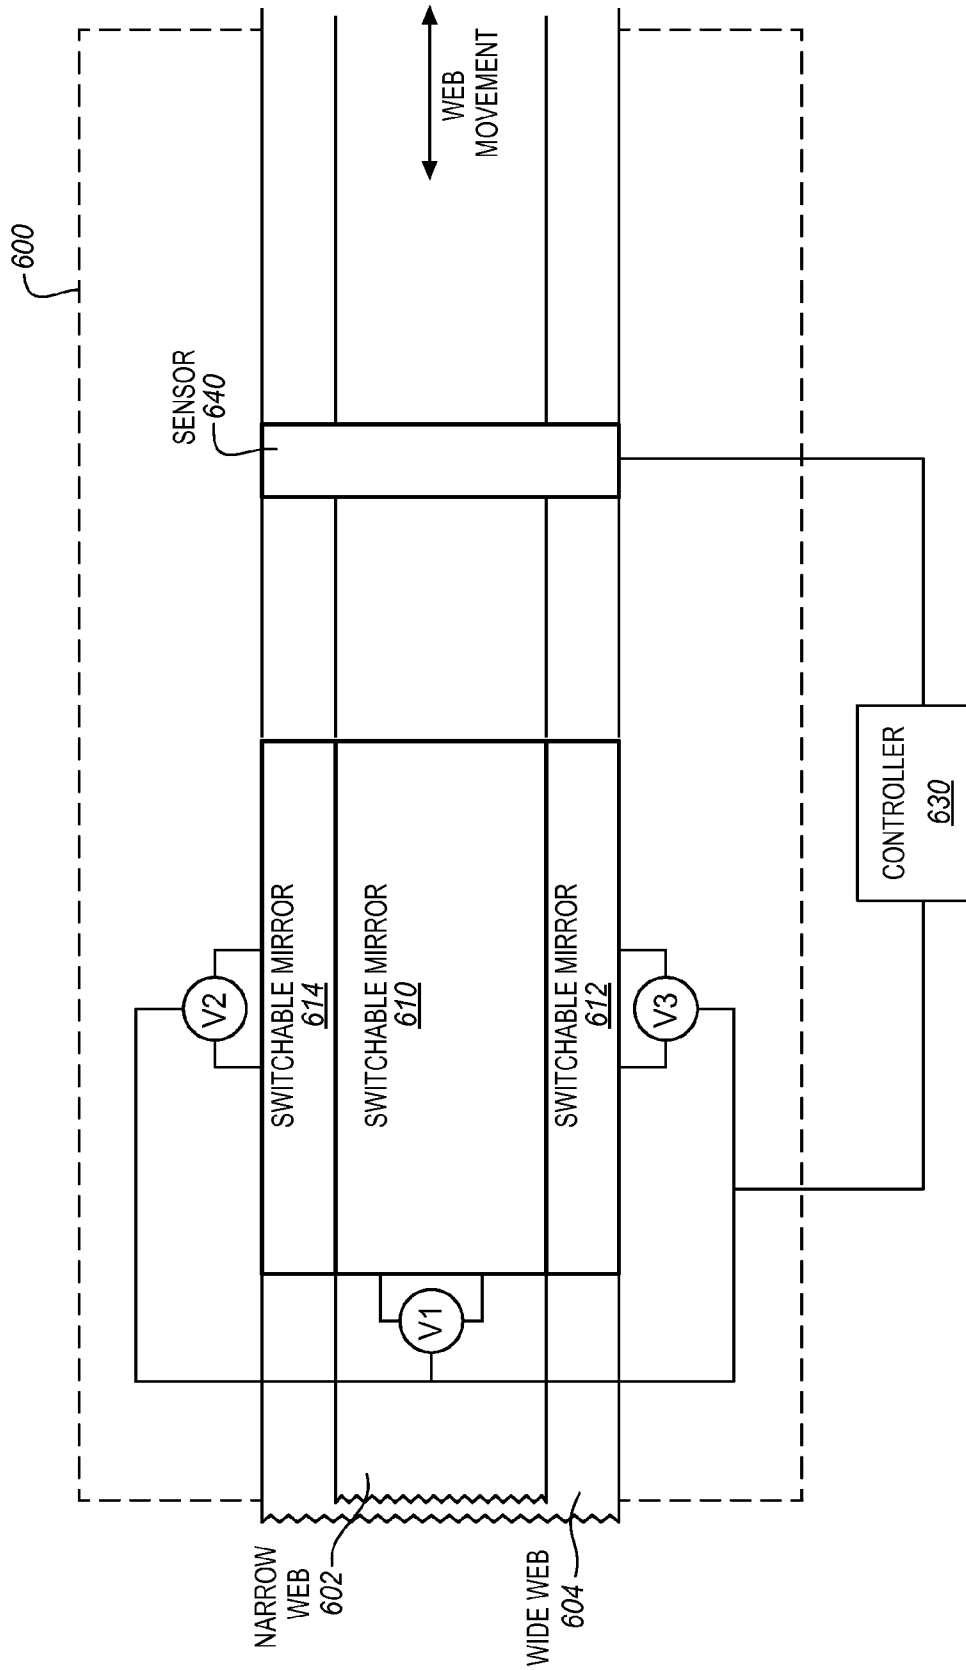 600
SENSOR
640
WEB
MOVEMENT
V2
SWITCHABLE MIRROR
614
SWITCHABLE MIRROR
610
SWITCHABLE MIRROR
612
V1
V3
NARROW
WEB
602
WIDE WEB
604
CONTROLLER
630